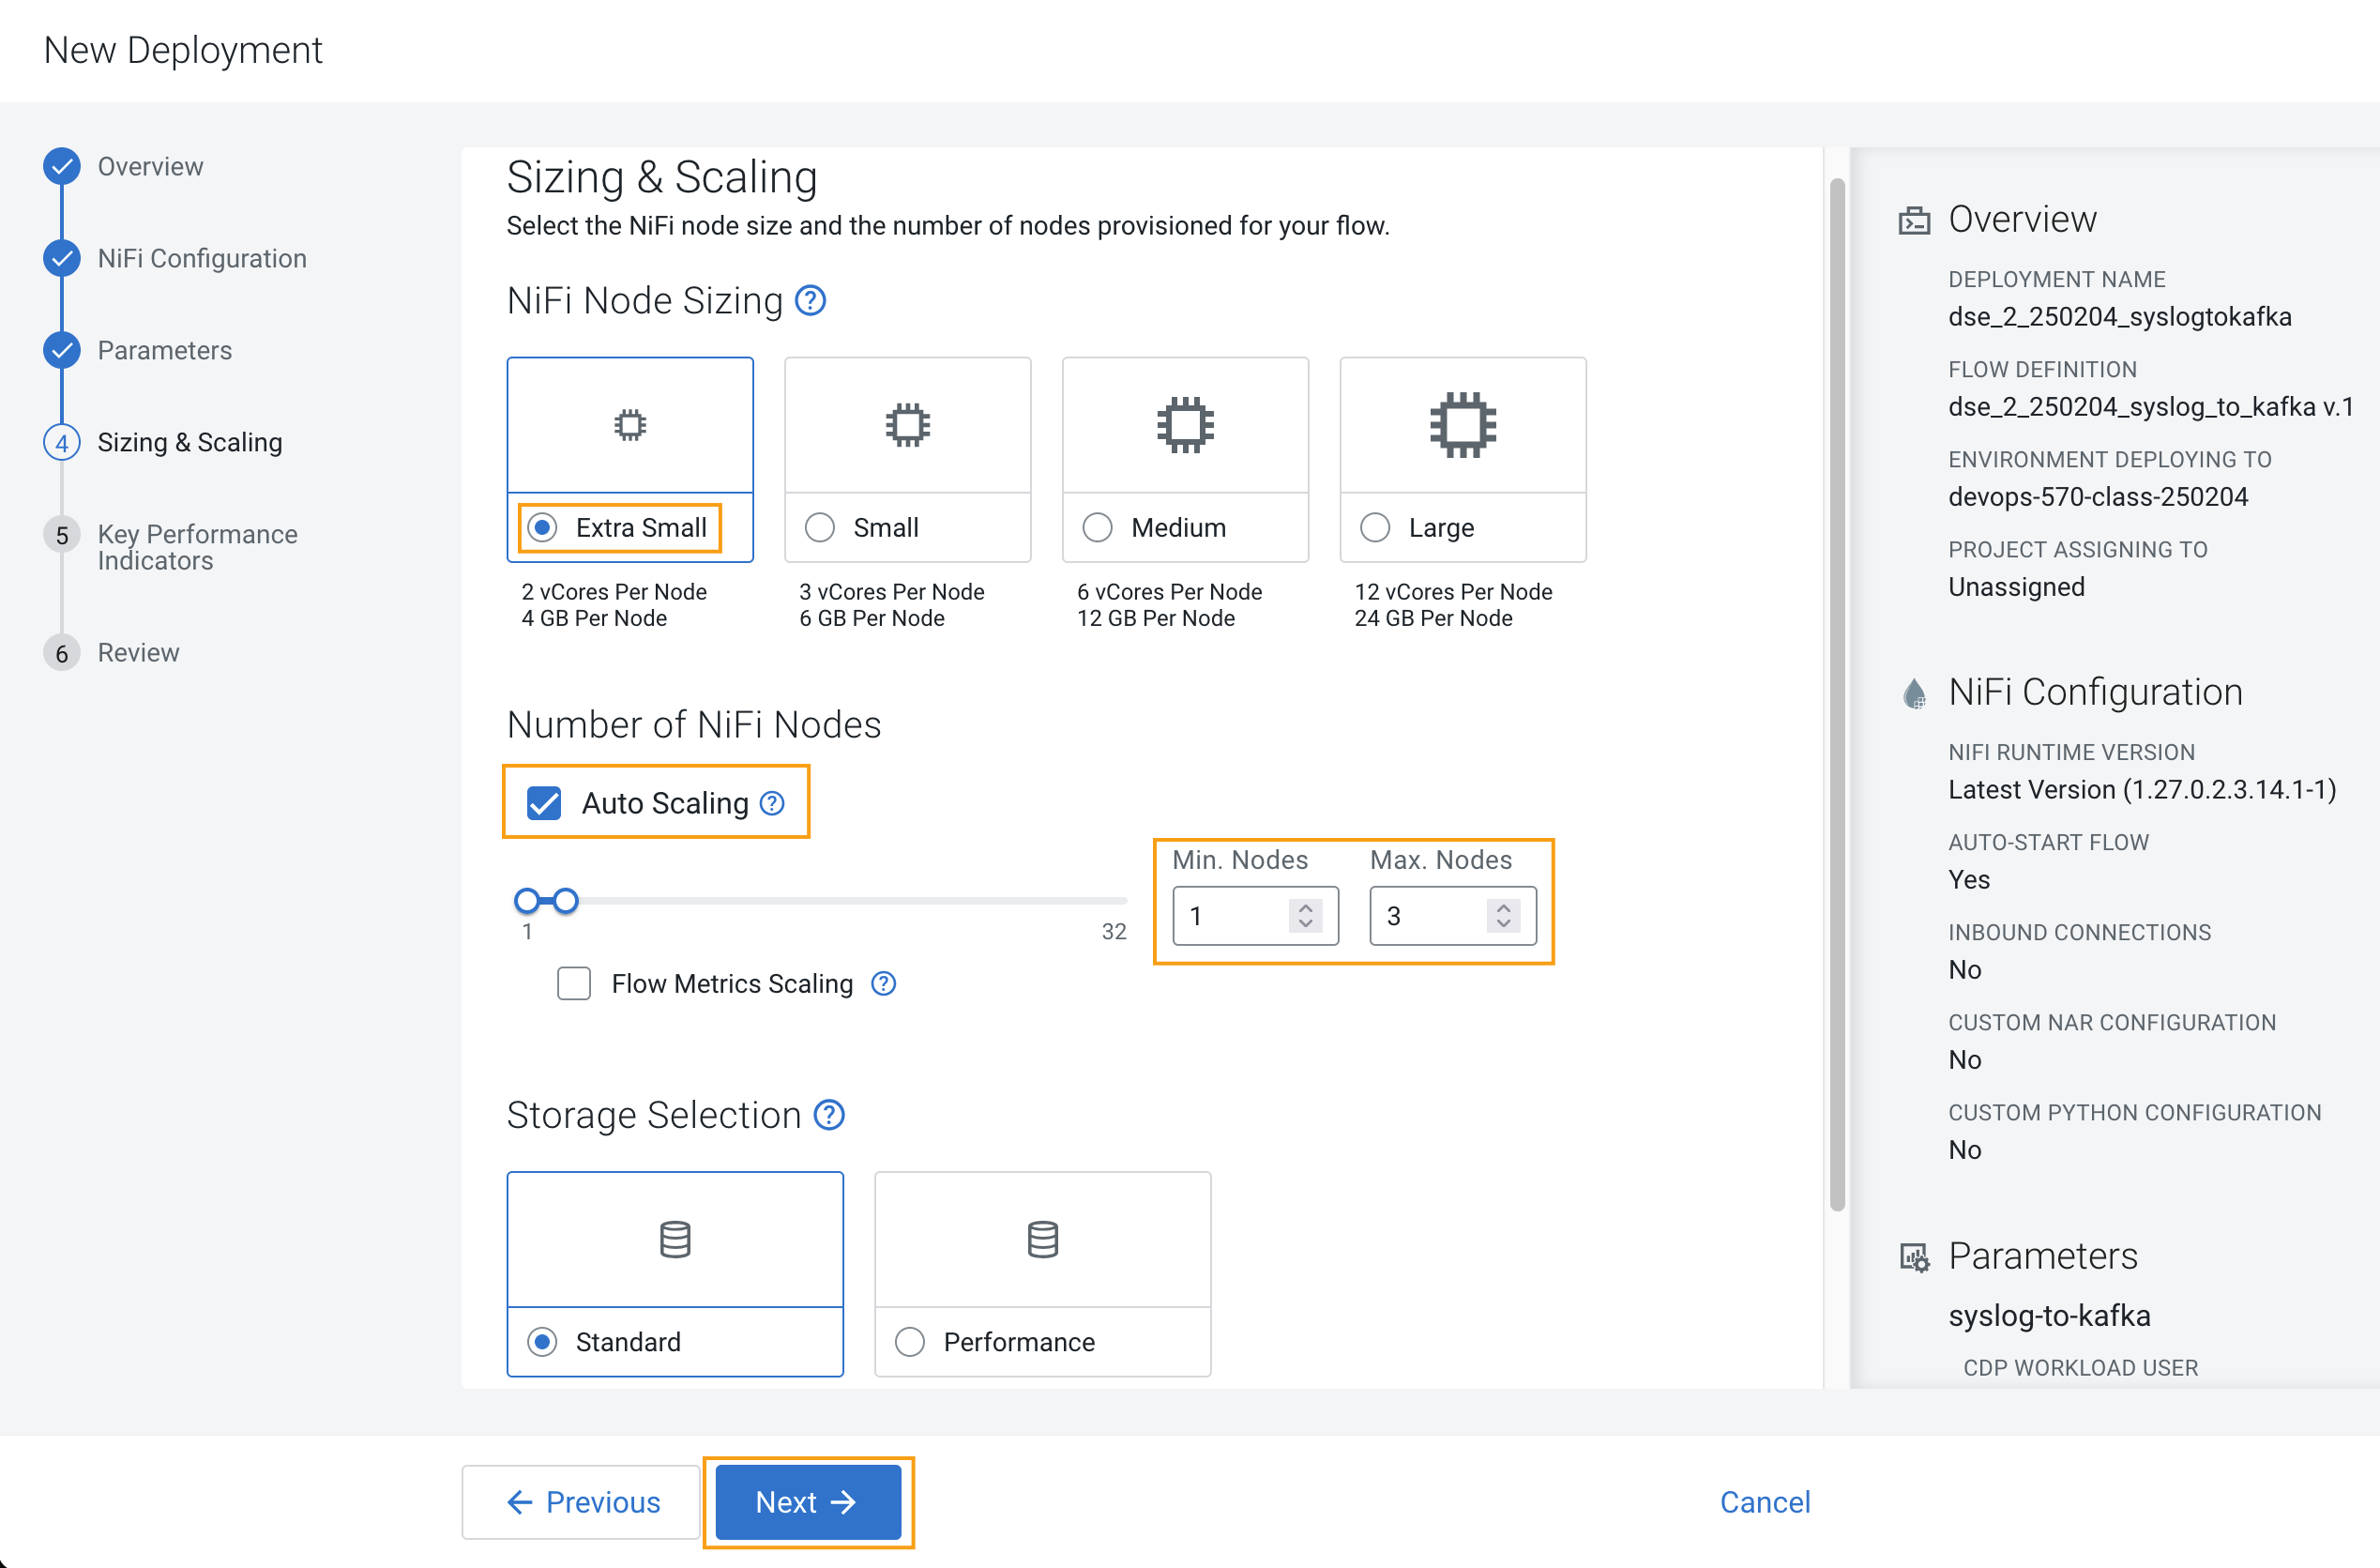 New Deployment
Overview
NiFi Configuration
Parameters
4 Sizing & Scaling
5 Key Performance
Indicators
6 Review
Sizing & Scaling
Select the NiFi node size and the number of nodes provisioned for your flow.
NiFi Node Sizing ?
Extra Small
2 vCores Per Node
4 GB Per Node
Small
3 vCores Per Node
6 GB Per Node
Medium
6 vCores Per Node
12 GB Per Node
Large
12 vCores Per Node
24 GB Per Node
Number of NiFi Nodes
Auto Scaling ?
1
32
Min. Nodes
1
Max. Nodes
3
Flow Metrics Scaling ?
Storage Selection ?
Standard
Performance
Previous
Next
Cancel
Overview
DEPLOYMENT NAME
dse_2_250204_syslogtokafka
FLOW DEFINITION
dse_2_250204_syslog_to_kafka v.1
ENVIRONMENT DEPLOYING TO
devops-570-class-250204
PROJECT ASSIGNING TO
Unassigned
NiFi Configuration
NIFI RUNTIME VERSION
Latest Version (1.27.0.2.3.14.1-1)
AUTO-START FLOW
Yes
INBOUND CONNECTIONS
No
CUSTOM NAR CONFIGURATION
No
CUSTOM PYTHON CONFIGURATION
No
Parameters
syslog-to-kafka
CDP WORKLOAD USER